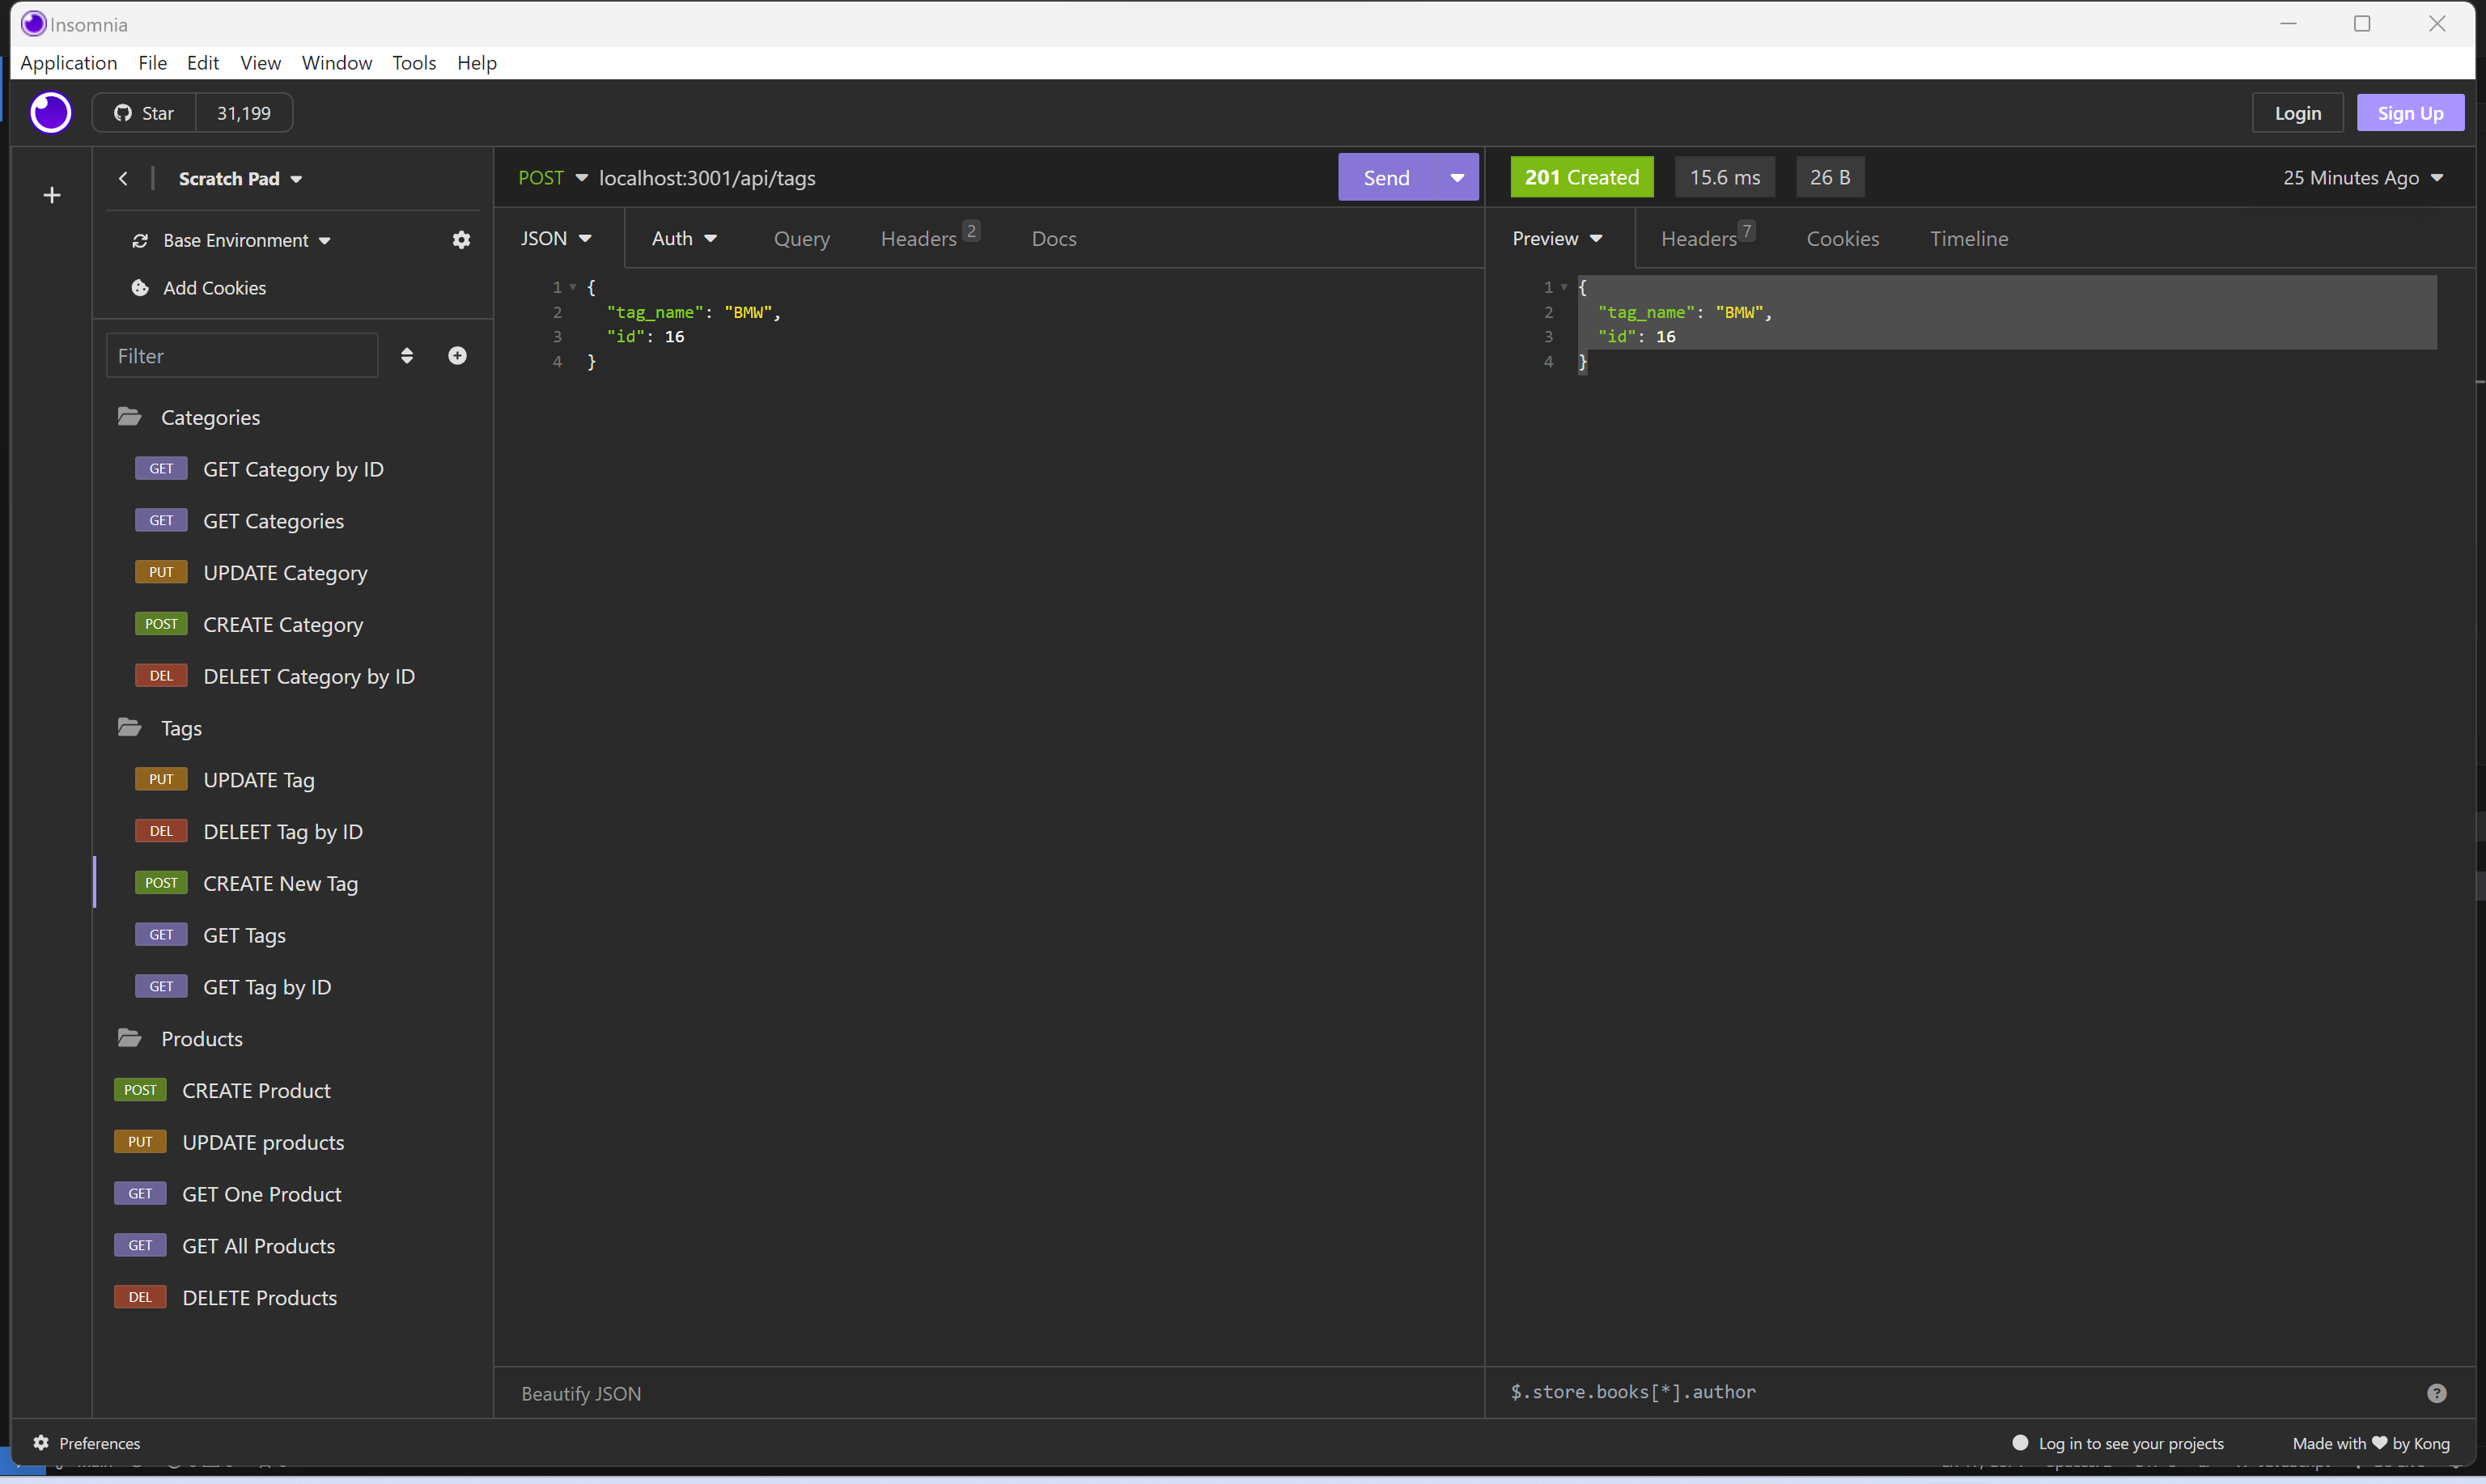 Insomnia
Application File Edit View Window Tools Help
Star 31,199
Login Sign Up
Scratch Pad
Base Environment
Add Cookies
Filter
Categories
GET GET Category by ID
GET GET Categories
PUT UPDATE Category
POST CREATE Category
DEL DELEET Category by ID
Tags
PUT UPDATE Tag
DEL DELEET Tag by ID
POST CREATE New Tag
GET GET Tags
GET GET Tag by ID
Products
POST CREATE Product
PUT UPDATE products
GET GET One Product
GET GET All Products
DEL DELETE Products
POST localhost:3001/api/tags Send
JSON Auth Query Headers 2 Docs
1 {
2 "tag_name": "BMW",
3 "id": 16
4 }
Beautify JSON
201 Created 15.6 ms 26 B 25 Minutes Ago
Preview Headers 7 Cookies Timeline
1 {
2 "tag_name": "BMW",
3 "id": 16
4 }
$.store.books[*].author
?
Preferences
Log in to see your projects
Made with ❤ by Kong